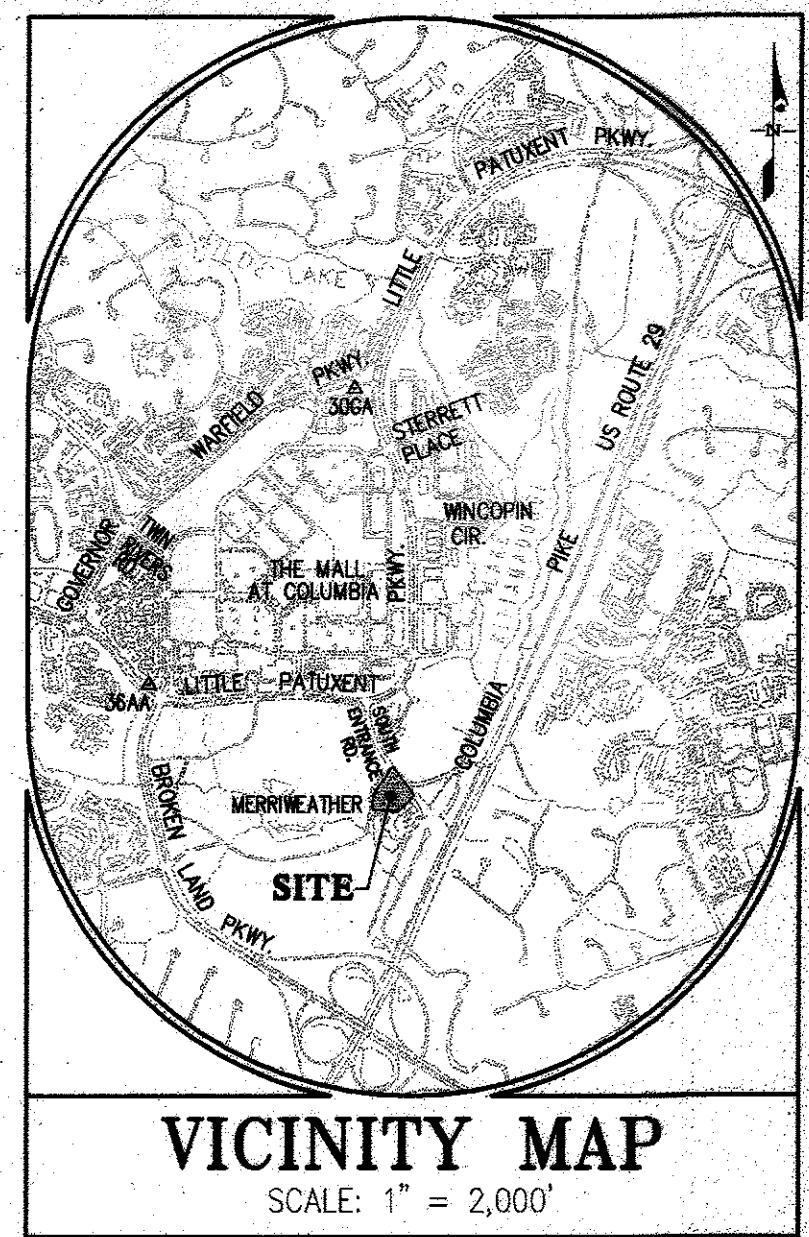 PATUXENT PKWY.
N
LITTLE
LAKE
US ROUTE 29
PKWY.
30GA
WARFIELD
STERRETT
PLACE
WINCOPIN
CIR.
GOVERNOR
TWIN
RIVERS
RD.
THE MALL
AT COLUMBIA
PKWY.
PIKE
36AA
LITTLE PATUXENT
SOUTH
ENTRANCE
RD.
COLUMBIA
BROKEN LAND PKWY.
MERRIWEATHER
SITE
VICINITY MAP
SCALE: 1" = 2,000'